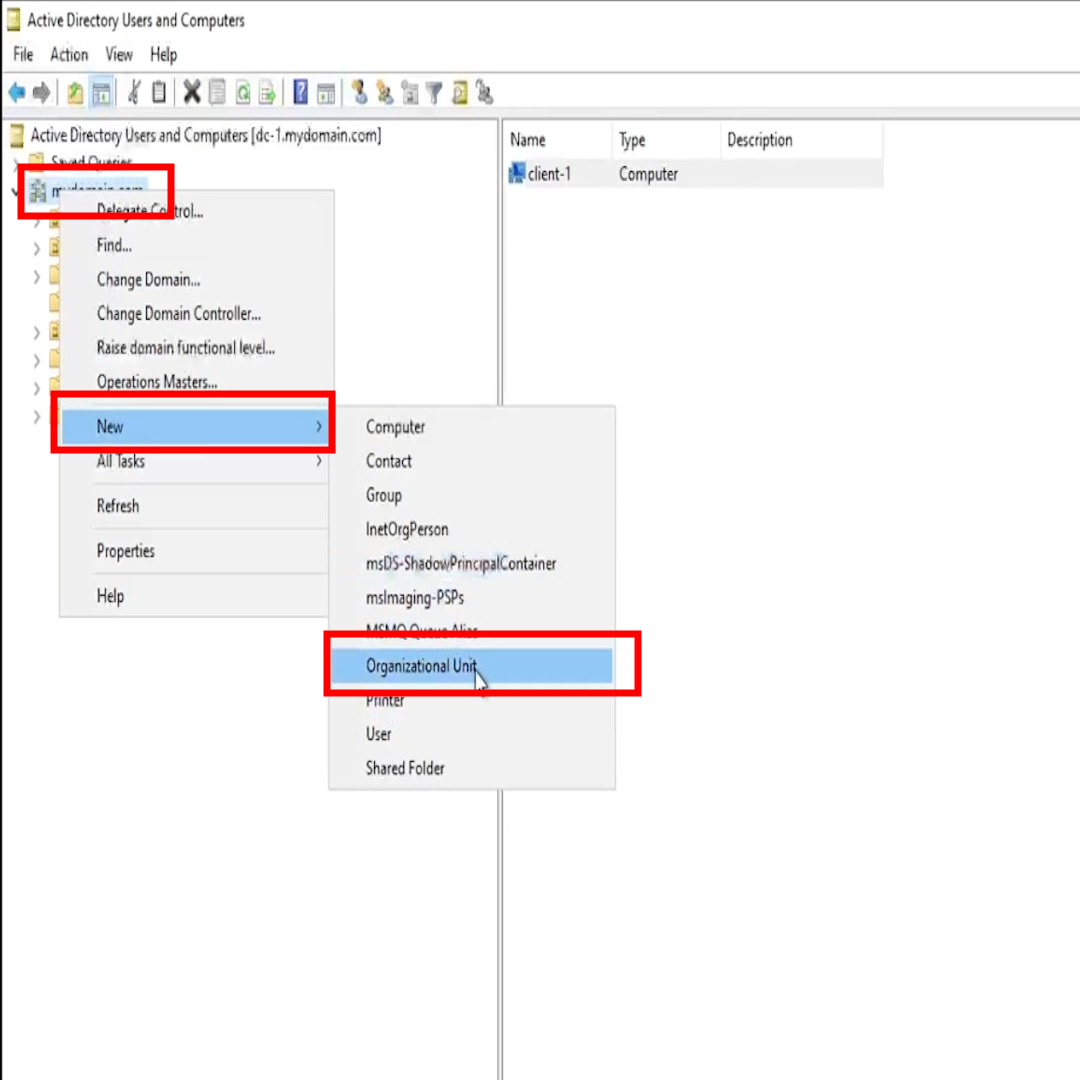 Active Directory Users and Computers
File Action View Help
Active Directory Users and Computers [dc-1.mydomain.com]
Saved Queries
mydomain.com
Name Type Description
client-1 Computer
Delegate Control...
Find...
Change Domain...
Change Domain Controller...
Raise domain functional level...
Operations Masters...
New
All Tasks
Refresh
Properties
Help
Computer
Contact
Group
InetOrgPerson
msDS-ShadowPrincipalContainer
msImaging-PSPs
MSMQ Queue Alias
Organizational Unit
Printer
User
Shared Folder